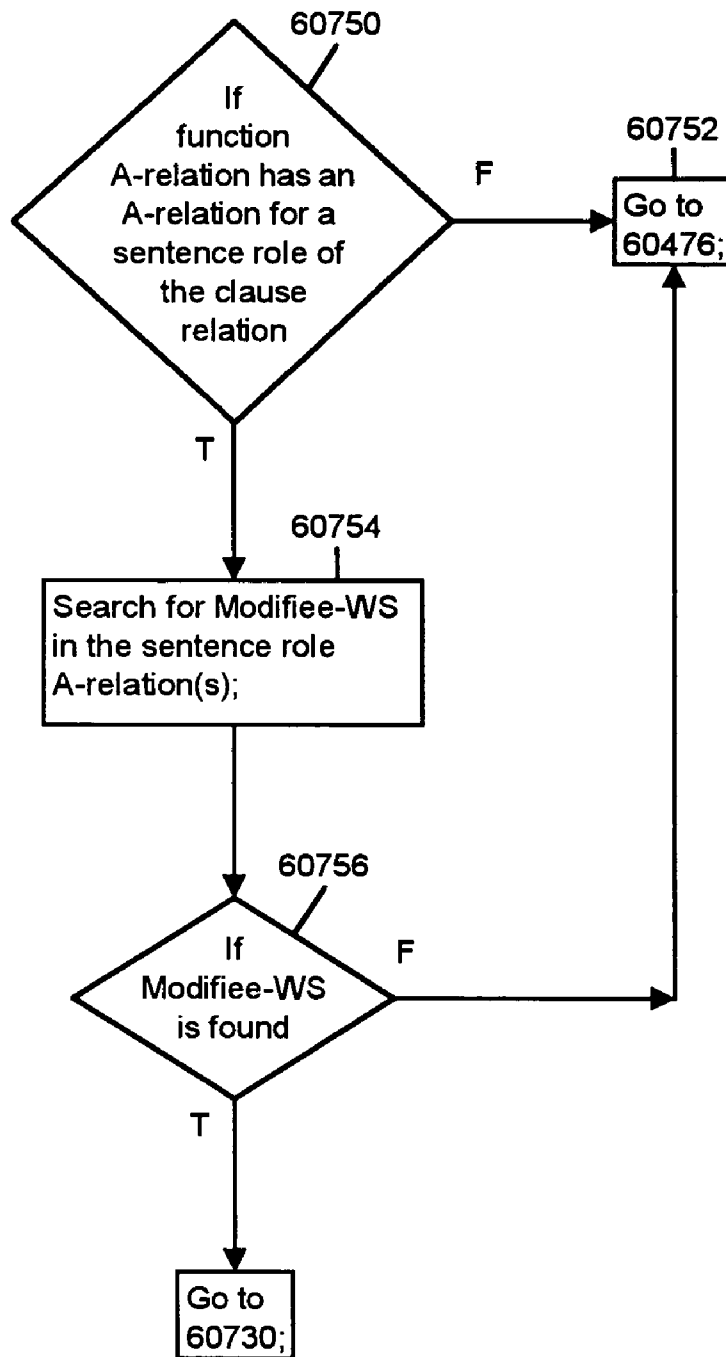 60750
If
function
A-relation has an
A-relation for a
sentence role of
the clause
relation
F
60752
Go to
60476;
T
60754
Search for Modifiee-WS
in the sentence role
A-relation(s);
60756
If
Modifiee-WS
is found
F
T
Go to
60730;